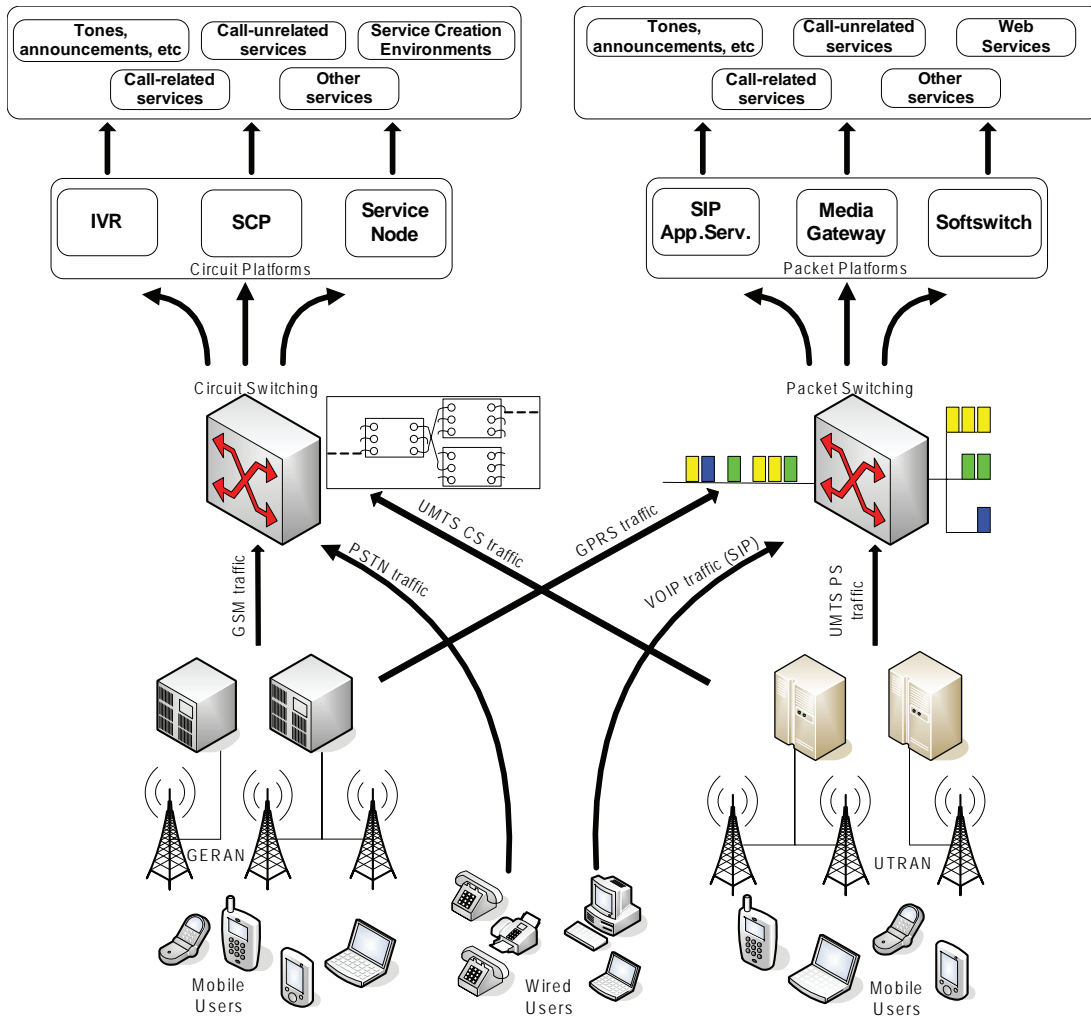 Tones,
announcements, etc
Call-unrelated
services
Service Creation
Environments
Call-related
services
Other
services
Tones,
announcements, etc
Call-unrelated
services
Web
Services
Call-related
services
Other
services
IVR
SCP
Service
Node
Circuit Platforms
SIP
App.Serv.
Media
Gateway
Softswitch
Packet Platforms
Circuit Switching
Packet Switching
GSM traffic
PSTN traffic
UMTS CS traffic
GPRS traffic
VOIP traffic (SIP)
UMTS PS
traffic
GERAN
UTRAN
Mobile
Users
Wired
Users
Mobile
Users